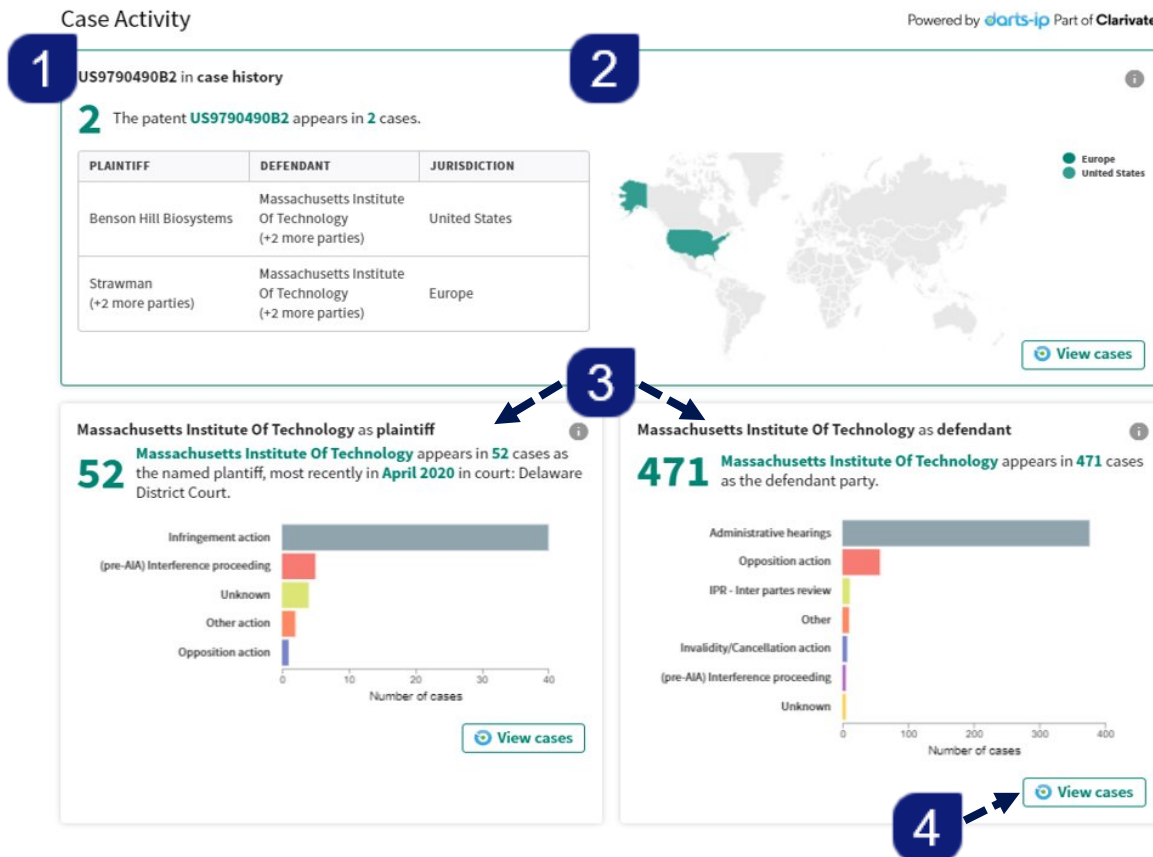 Case Activity
Powered by darts-ip Part of Clarivate
1
2
US9790490B2 in case history
2 The patent US9790490B2 appears in 2 cases.
PLAINTIFF DEFENDANT JURISDICTION
Benson Hill Biosystems
Massachusetts Institute
Of Technology
(+2 more parties)
United States
Strawman
(+2 more parties)
Massachusetts Institute
Of Technology
(+2 more parties)
Europe
Europe
United States
View cases
3
Massachusetts Institute Of Technology as plaintiff
52
Massachusetts Institute Of Technology appears in 52 cases as
the named plantiff, most recently in April 2020 in court: Delaware
District Court.
Infringement action
(pre-AIA) Interference proceeding
Unknown
Other action
Opposition action
0 10 20 30 40
Number of cases
View cases
Massachusetts Institute Of Technology as defendant
471
Massachusetts Institute Of Technology appears in 471 cases
as the defendant party.
Administrative hearings
Opposition action
IPR - Inter partes review
Other
Invalidity/Cancellation action
(pre-AIA) Interference proceeding
Unknown
0 100 200 300 400
Number of cases
View cases
4